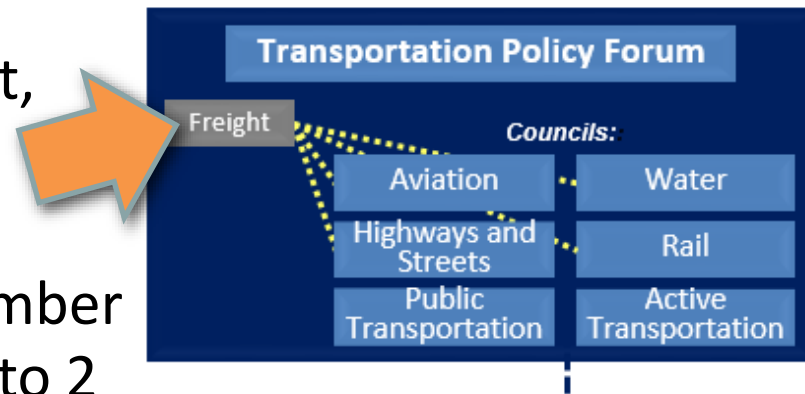 t,
mber
to 2
Transportation Policy Forum
Freight
Councils::
Aviation
Water
Highways and
Streets
Rail
Public
Transportation
Active
Transportation